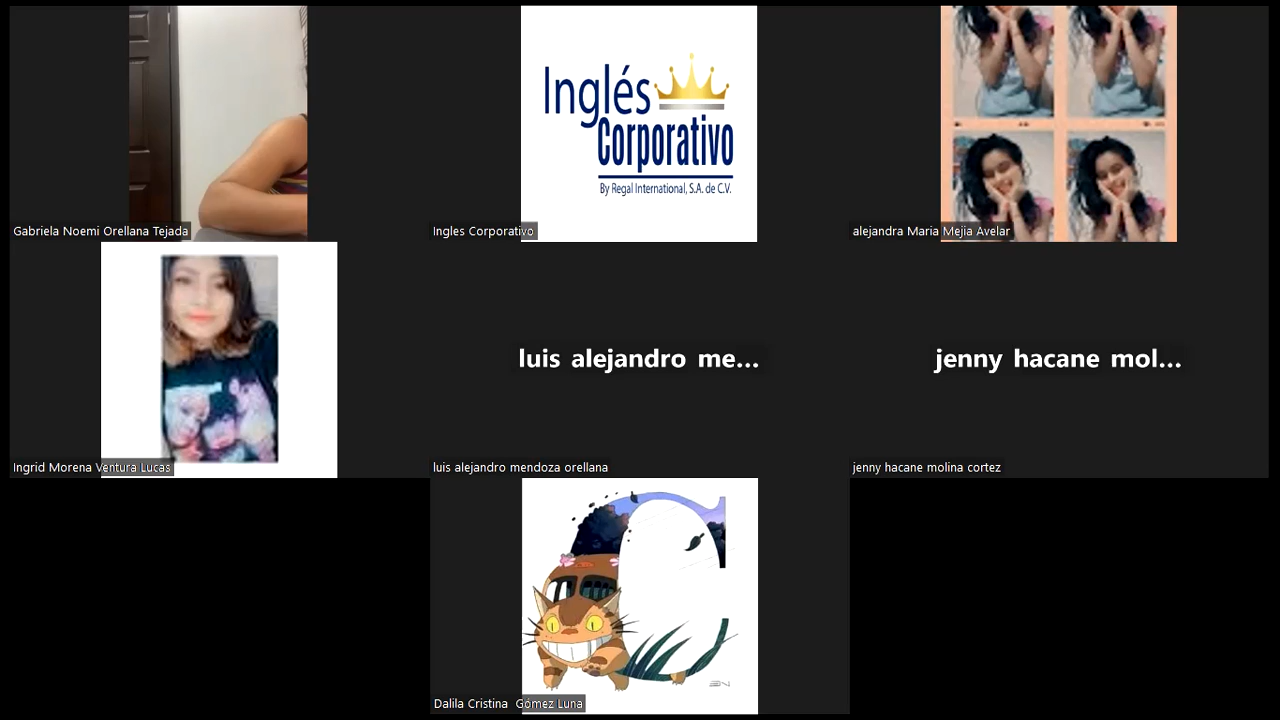 Inglés
Corporativo
By Regal International, S.A. de C.V.
Gabriela Noemi Orellana Tejada
Ingles Corporativo
alejandra Maria Mejia Avelar
luis alejandro me...
jenny hacane mol...
Ingrid Morena Ventura Lucas
luis alejandro mendoza orellana
jenny hacane molina cortez
Dalila Cristina Gómez Luna